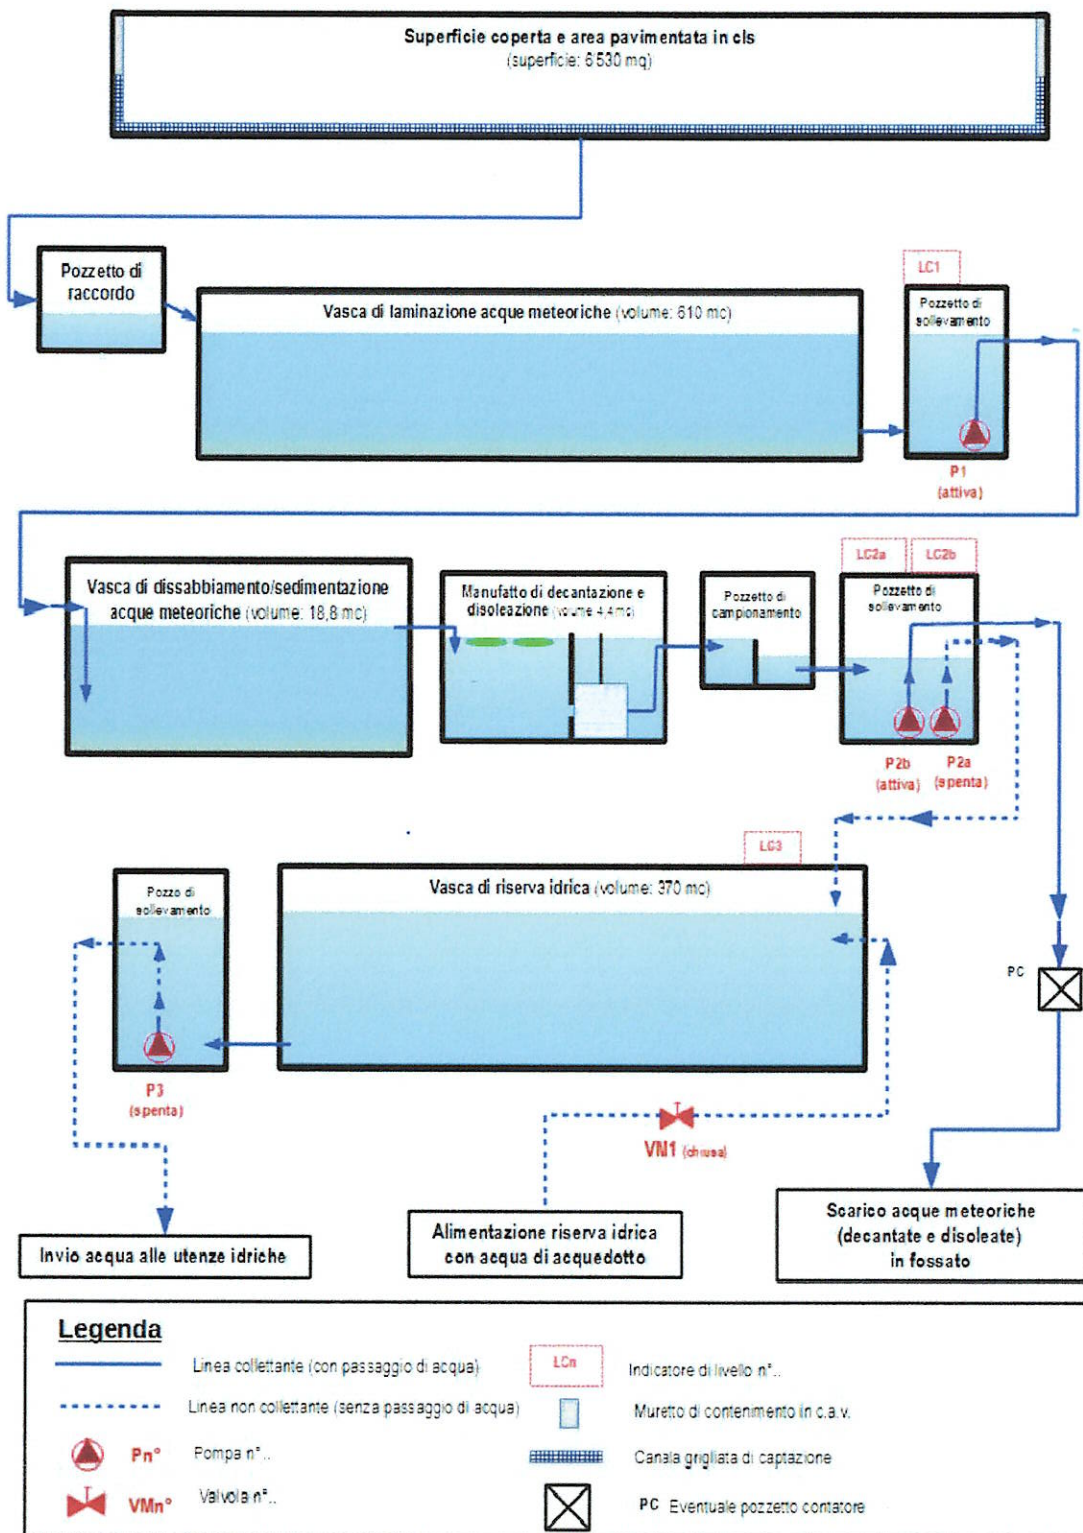 Superficie coperta e area pavimentata in cls
(superficie: 6'530 mq)
Pozzetto di
raccordo
Vasca di laminazione acque meteoriche (volume: 610 mc)
LC1
Pozzetto di
sollevamento
P1
(attiva)
Vasca di dissabbiamento/sedimentazione
acque meteoriche (volume: 18,8 mc)
Manufatto di decantazione e
disoleazione (volume 4,4mc)
Pozzetto di
campionamento
LC2a
LC2b
Pozzetto di
sollevamento
P2b
(attiva)
P2a
(spenta)
LC3
Vasca di riserva idrica (volume: 370 mc)
Pozzo di
sollevamento
P3
(spenta)
PC
VM1 (chiusa)
Invio acqua alle utenze idriche
Alimentazione riserva idrica
con acqua di acquedotto
Scarico acque meteoriche
(decantate e disoleate)
in fossato
Legenda
Linea collettante (con passaggio di acqua)
LCn
Indicatore di livello n°..
Linea non collettante (senza passaggio di acqua)
Muretto di contenimento in c.a.v.
Pn°
Pompa n°..
Canala grigliata di captazione
VMn°
Valvola n°..
PC Eventuale pozzetto contatore